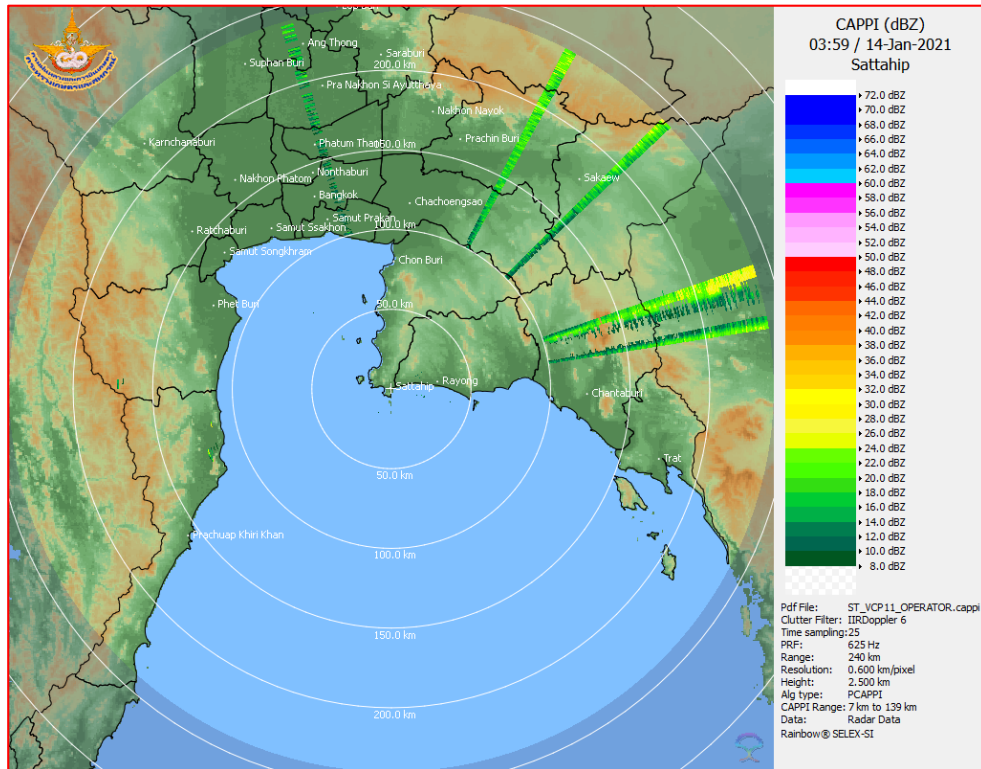 CAPPI (dBZ)
03:59 / 14-Jan-2021
Sattahip
72.0 dBZ
70.0 dBZ
68.0 dBZ
66.0 dBZ
64.0 dBZ
62.0 dBZ
60.0 dBZ
58.0 dBZ
56.0 dBZ
54.0 dBZ
52.0 dBZ
50.0 dBZ
48.0 dBZ
46.0 dBZ
44.0 dBZ
42.0 dBZ
40.0 dBZ
38.0 dBZ
36.0 dBZ
34.0 dBZ
32.0 dBZ
30.0 dBZ
28.0 dBZ
26.0 dBZ
24.0 dBZ
22.0 dBZ
20.0 dBZ
18.0 dBZ
16.0 dBZ
14.0 dBZ
12.0 dBZ
10.0 dBZ
8.0 dBZ
Pdf File: ST_VCP11_OPERATOR.cappi
Clutter Filter: IIRDoppler 6
Time sampling:25
PRF: 625 Hz
Range: 240 km
Resolution: 0.600 km/pixel
Height: 2.500 km
Alg type: PCAPPI
CAPPI Range: 7 km to 139 km
Data: Radar Data
Rainbow® SELEX-SI
Ang Thong
Saraburi
Suphan Buri
200.0 km
Pra Nakhon Si Ayutthaya
Nakhon Nayok
Karnchanaburi
Prachin Buri
Phatum Thani
150.0 km
Nonthaburi
Nakhon Phatom
Sakaew
Bangkok
Chachoengsao
Samut Prakan
Samut Ssakhon
100.0 km
Ratchaburi
Samut Songkhram
Chon Buri
Phet Buri
50.0 km
Sattahip
Rayong
Chantaburi
Trat
50.0 km
Prachuap Khiri Khan
100.0 km
150.0 km
200.0 km